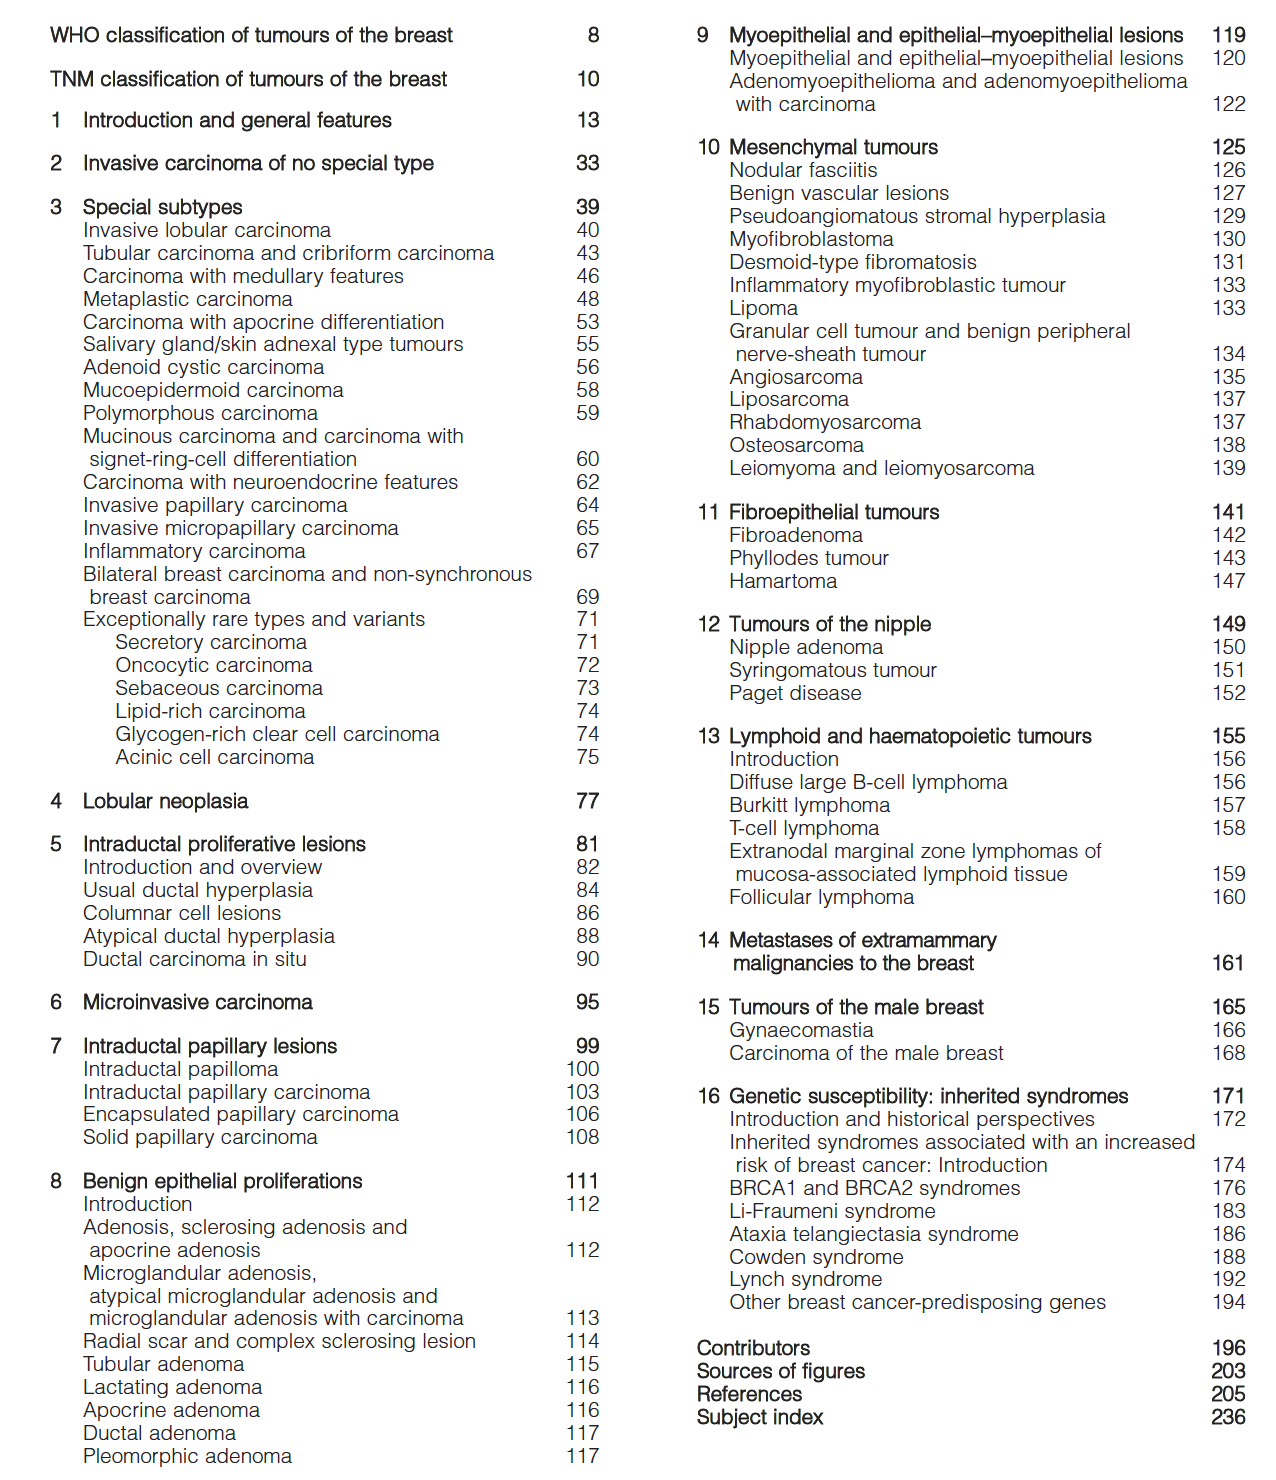 WHO classification of tumours of the breast 8
TNM classification of tumours of the breast 10
1 Introduction and general features 13
2 Invasive carcinoma of no special type 33
3 Special subtypes 39
Invasive lobular carcinoma 40
Tubular carcinoma and cribriform carcinoma 43
Carcinoma with medullary features 46
Metaplastic carcinoma 48
Carcinoma with apocrine differentiation 53
Salivary gland/skin adnexal type tumours 55
Adenoid cystic carcinoma 56
Mucoepidermoid carcinoma 58
Polymorphous carcinoma 59
Mucinous carcinoma and carcinoma with
signet-ring-cell differentiation 60
Carcinoma with neuroendocrine features 62
Invasive papillary carcinoma 64
Invasive micropapillary carcinoma 65
Inflammatory carcinoma 67
Bilateral breast carcinoma and non-synchronous
breast carcinoma 69
Exceptionally rare types and variants 71
Secretory carcinoma 71
Oncocytic carcinoma 72
Sebaceous carcinoma 73
Lipid-rich carcinoma 74
Glycogen-rich clear cell carcinoma 74
Acinic cell carcinoma 75
4 Lobular neoplasia 77
5 Intraductal proliferative lesions 81
Introduction and overview 82
Usual ductal hyperplasia 84
Columnar cell lesions 86
Atypical ductal hyperplasia 88
Ductal carcinoma in situ 90
6 Microinvasive carcinoma 95
7 Intraductal papillary lesions 99
Intraductal papilloma 100
Intraductal papillary carcinoma 103
Encapsulated papillary carcinoma 106
Solid papillary carcinoma 108
8 Benign epithelial proliferations 111
Introduction 112
Adenosis, sclerosing adenosis and
apocrine adenosis 112
Microglandular adenosis,
atypical microglandular adenosis and
microglandular adenosis with carcinoma 113
Radial scar and complex sclerosing lesion 114
Tubular adenoma 115
Lactating adenoma 116
Apocrine adenoma 116
Ductal adenoma 117
Pleomorphic adenoma 117
9 Myoepithelial and epithelial–myoepithelial lesions 119
Myoepithelial and epithelial–myoepithelial lesions 120
Adenomyoepithelioma and adenomyoepithelioma
with carcinoma 122
10 Mesenchymal tumours 125
Nodular fasciitis 126
Benign vascular lesions 127
Pseudoangiomatous stromal hyperplasia 129
Myofibroblastoma 130
Desmoid-type fibromatosis 131
Inflammatory myofibroblastic tumour 133
Lipoma 133
Granular cell tumour and benign peripheral
nerve-sheath tumour 134
Angiosarcoma 135
Liposarcoma 137
Rhabdomyosarcoma 137
Osteosarcoma 138
Leiomyoma and leiomyosarcoma 139
11 Fibroepithelial tumours 141
Fibroadenoma 142
Phyllodes tumour 143
Hamartoma 147
12 Tumours of the nipple 149
Nipple adenoma 150
Syringomatous tumour 151
Paget disease 152
13 Lymphoid and haematopoietic tumours 155
Introduction 156
Diffuse large B-cell lymphoma 156
Burkitt lymphoma 157
T-cell lymphoma 158
Extranodal marginal zone lymphomas of
mucosa-associated lymphoid tissue 159
Follicular lymphoma 160
14 Metastases of extramammary
malignancies to the breast 161
15 Tumours of the male breast 165
Gynaecomastia 166
Carcinoma of the male breast 168
16 Genetic susceptibility: inherited syndromes 171
Introduction and historical perspectives 172
Inherited syndromes associated with an increased
risk of breast cancer: Introduction 174
BRCA1 and BRCA2 syndromes 176
Li-Fraumeni syndrome 183
Ataxia telangiectasia syndrome 186
Cowden syndrome 188
Lynch syndrome 192
Other breast cancer-predisposing genes 194
Contributors 196
Sources of figures 203
References 205
Subject index 236